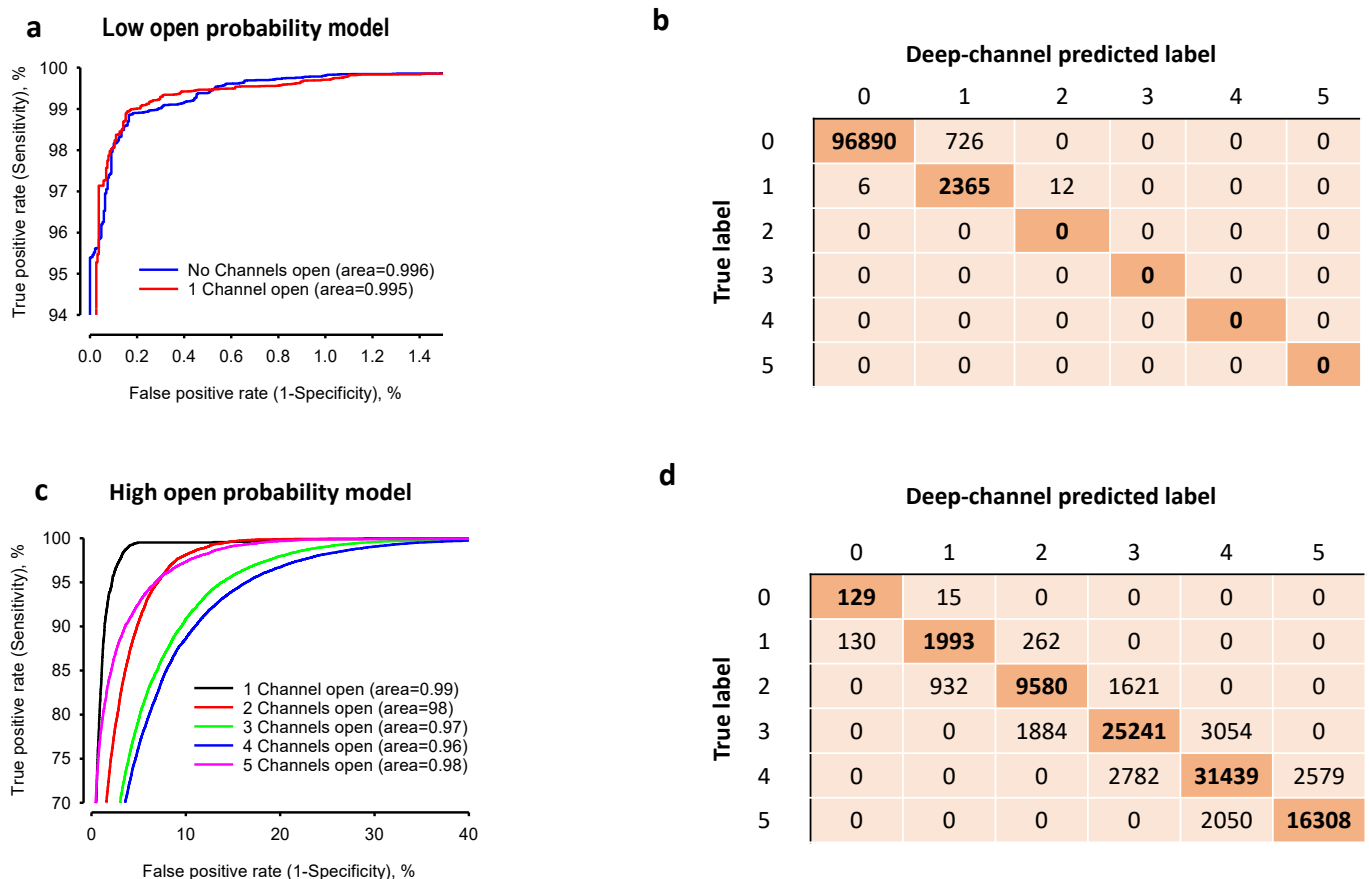 a
Low open probability model
True positive rate (Sensitivity), %
100
99
98
97
96
95
94
No Channels open (area=0.996)
1 Channel open (area=0.995)
0.0 0.2 0.4 0.6 0.8 1.0 1.2 1.4
False positive rate (1-Specificity), %
b
Deep-channel predicted label
0 1 2 3 4 5
True label
0 96890 726 0 0 0 0
1 6 2365 12 0 0 0
2 0 0 0 0 0 0
3 0 0 0 0 0 0
4 0 0 0 0 0 0
5 0 0 0 0 0 0
c
High open probability model
True positive rate (Sensitivity), %
100
95
90
85
80
75
70
1 Channel open (area=0.99)
2 Channels open (area=98)
3 Channels open (area=0.97)
4 Channels open (area=0.96)
5 Channels open (area=0.98)
0 10 20 30 40
False positive rate (1-Specificity), %
d
Deep-channel predicted label
0 1 2 3 4 5
True label
0 129 15 0 0 0 0
1 130 1993 262 0 0 0
2 0 932 9580 1621 0 0
3 0 0 1884 25241 3054 0
4 0 0 0 2782 31439 2579
5 0 0 0 0 2050 16308